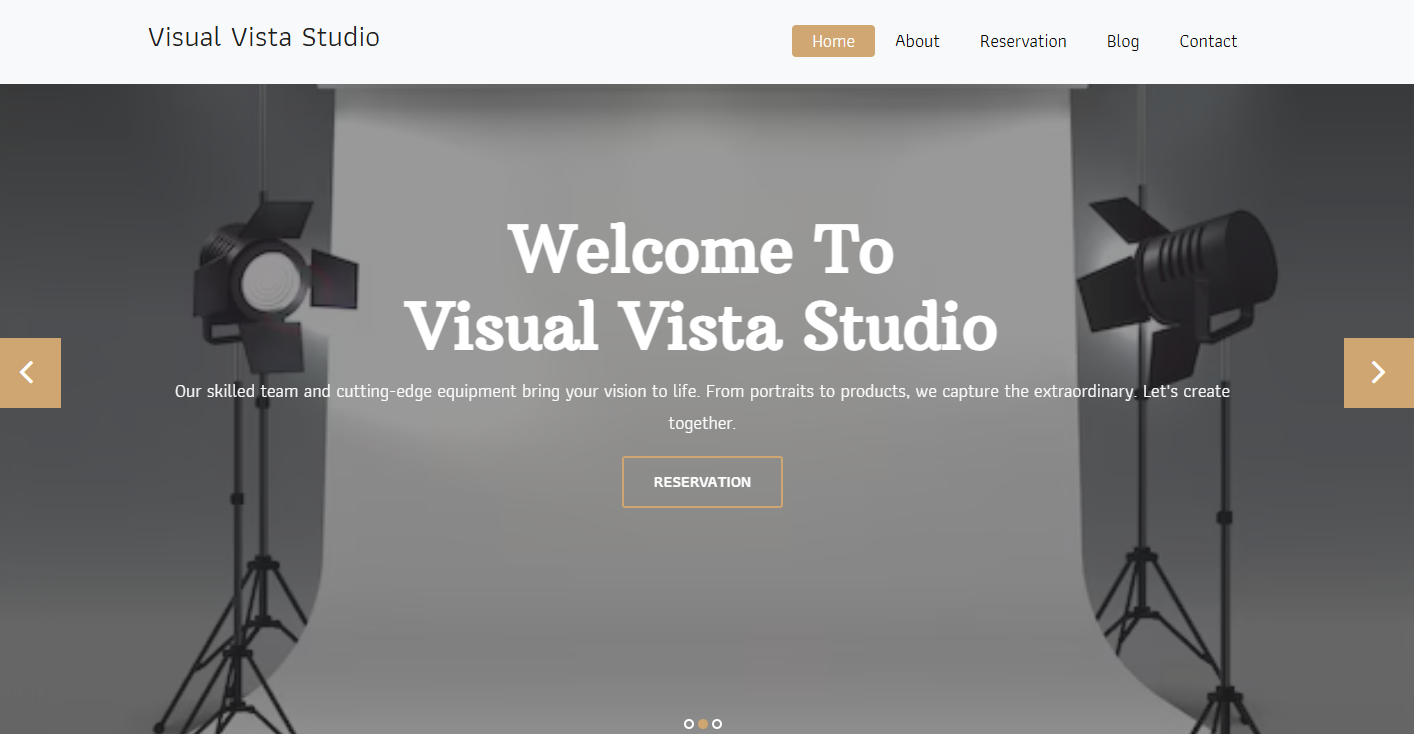 Visual Vista Studio
Home About Reservation Blog Contact
Welcome To
Visual Vista Studio
Our skilled team and cutting-edge equipment bring your vision to life. From portraits to products, we capture the extraordinary. Let's create
together.
RESERVATION